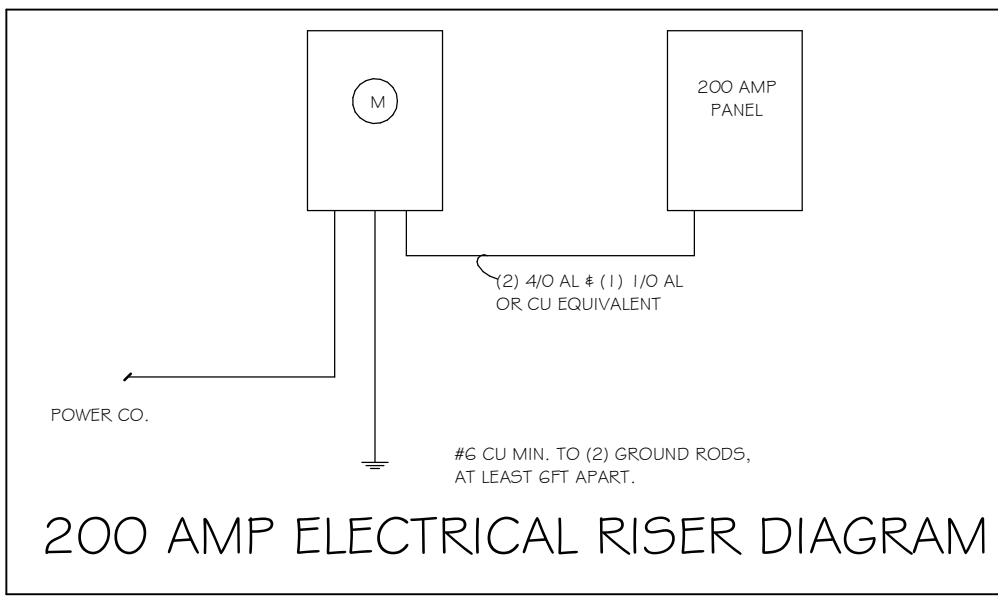 M
200 AMP
PANEL
(2) 4/0 AL & (1) 1/0 AL
OR CU EQUIVALENT
POWER CO.
#6 CU MIN. TO (2) GROUND RODS,
AT LEAST 6FT APART.
200 AMP ELECTRICAL RISER DIAGRAM